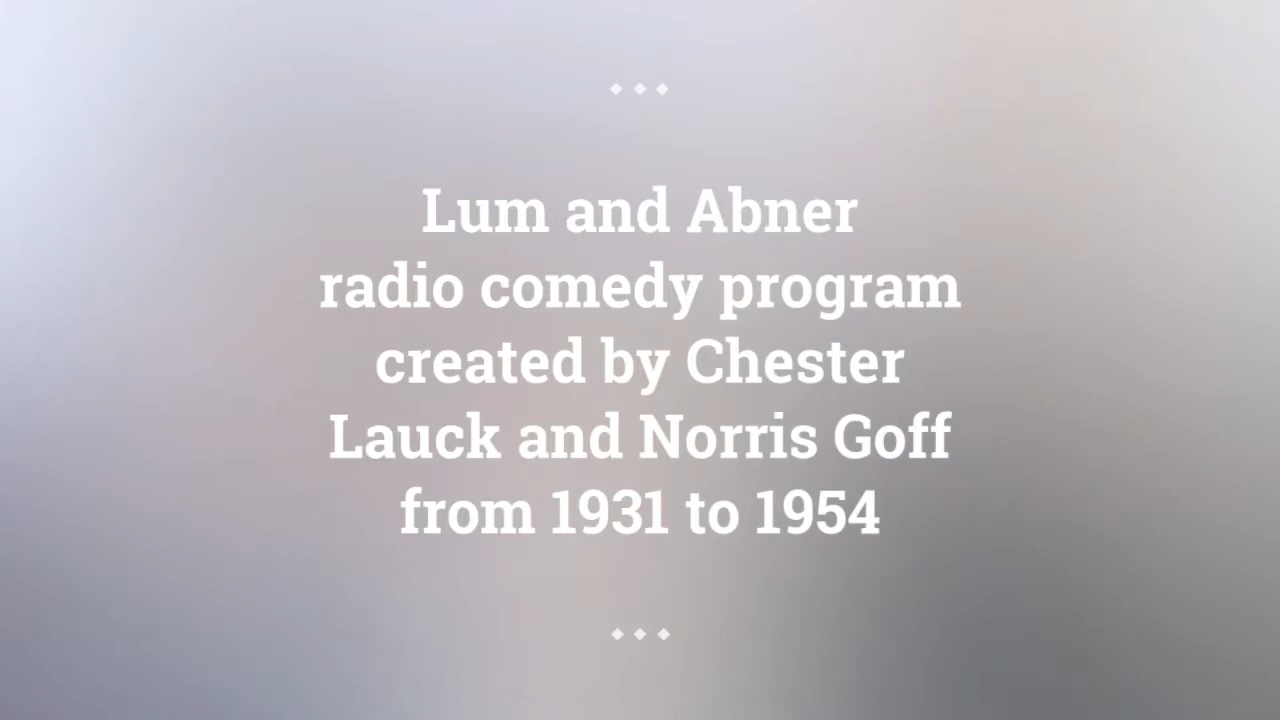 Lum and Abner
radio comedy program
created by Chester
Lauck and Norris Goff
from 1931 to 1954